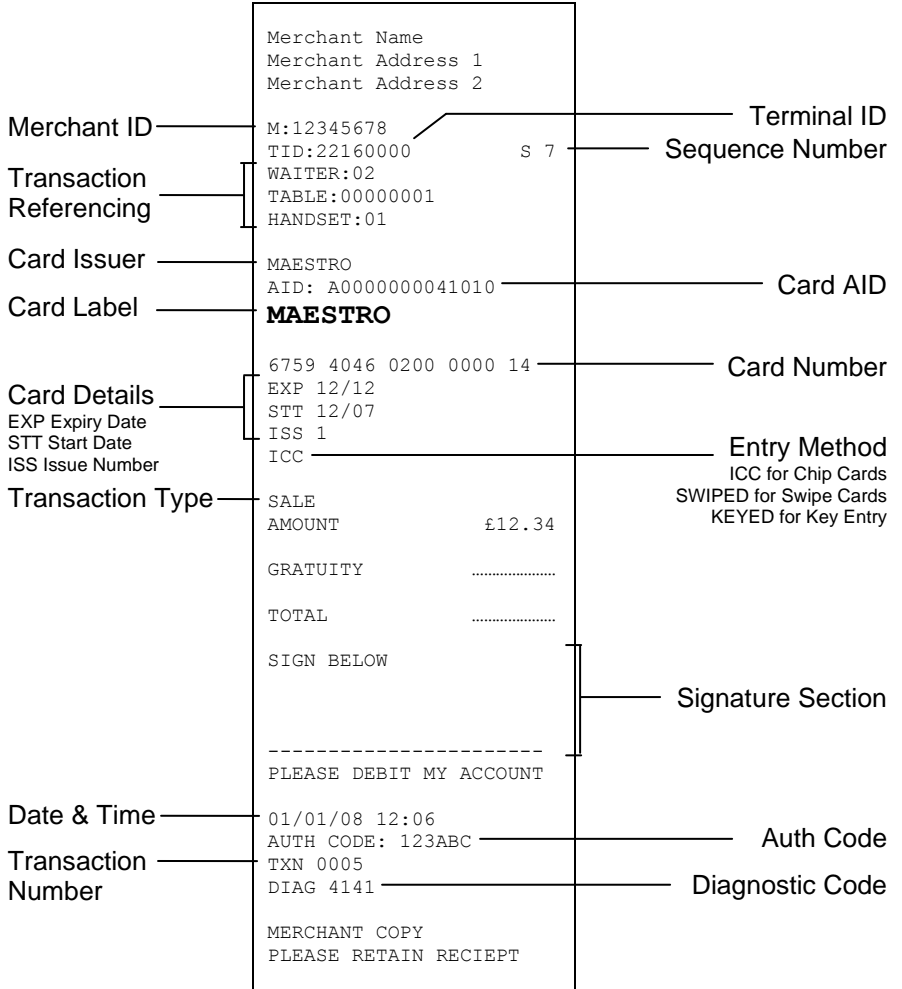 Merchant Name
Merchant Address 1
Merchant Address 2
Merchant ID
M:12345678
Terminal ID
TID:22160000 S 7
Sequence Number
Transaction
Referencing
WAITER:02
TABLE:00000001
HANDSET:01
Card Issuer
MAESTRO
AID: A0000000041010
Card AID
Card Label
MAESTRO
6759 4046 0200 0000 14
Card Number
Card Details
EXP Expiry Date
STT Start Date
ISS Issue Number
EXP 12/12
STT 12/07
ISS 1
ICC
Entry Method
ICC for Chip Cards
SWIPED for Swipe Cards
KEYED for Key Entry
Transaction Type
SALE
AMOUNT £12.34
GRATUITY .....................
TOTAL .....................
SIGN BELOW
Signature Section
-----------------------
PLEASE DEBIT MY ACCOUNT
Date & Time
01/01/08 12:06
AUTH CODE: 123ABC
Auth Code
Transaction
Number
TXN 0005
DIAG 4141
Diagnostic Code
MERCHANT COPY
PLEASE RETAIN RECIEPT